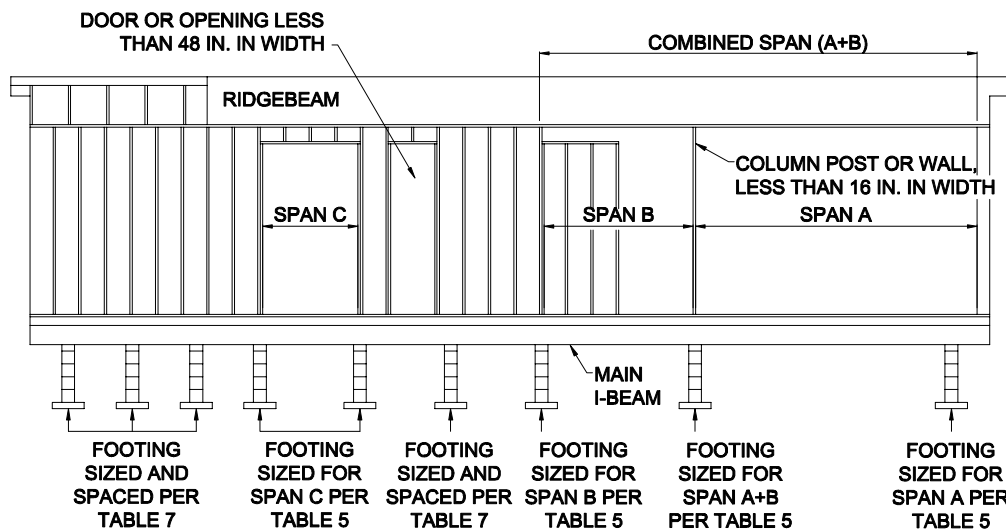 DOOR OR OPENING LESS
THAN 48 IN. IN WIDTH
COMBINED SPAN (A+B)
RIDGEBEAM
COLUMN POST OR WALL,
LESS THAN 16 IN. IN WIDTH
SPAN C
SPAN B
SPAN A
MAIN
I-BEAM
FOOTING
SIZED AND
SPACED PER
TABLE 7
FOOTING
SIZED FOR
SPAN C PER
TABLE 5
FOOTING
SIZED AND
SPACED PER
TABLE 7
FOOTING
SIZED FOR
SPAN B PER
TABLE 5
FOOTING
SIZED FOR
SPAN A+B
PER TABLE 5
FOOTING
SIZED FOR
SPAN A PER
TABLE 5